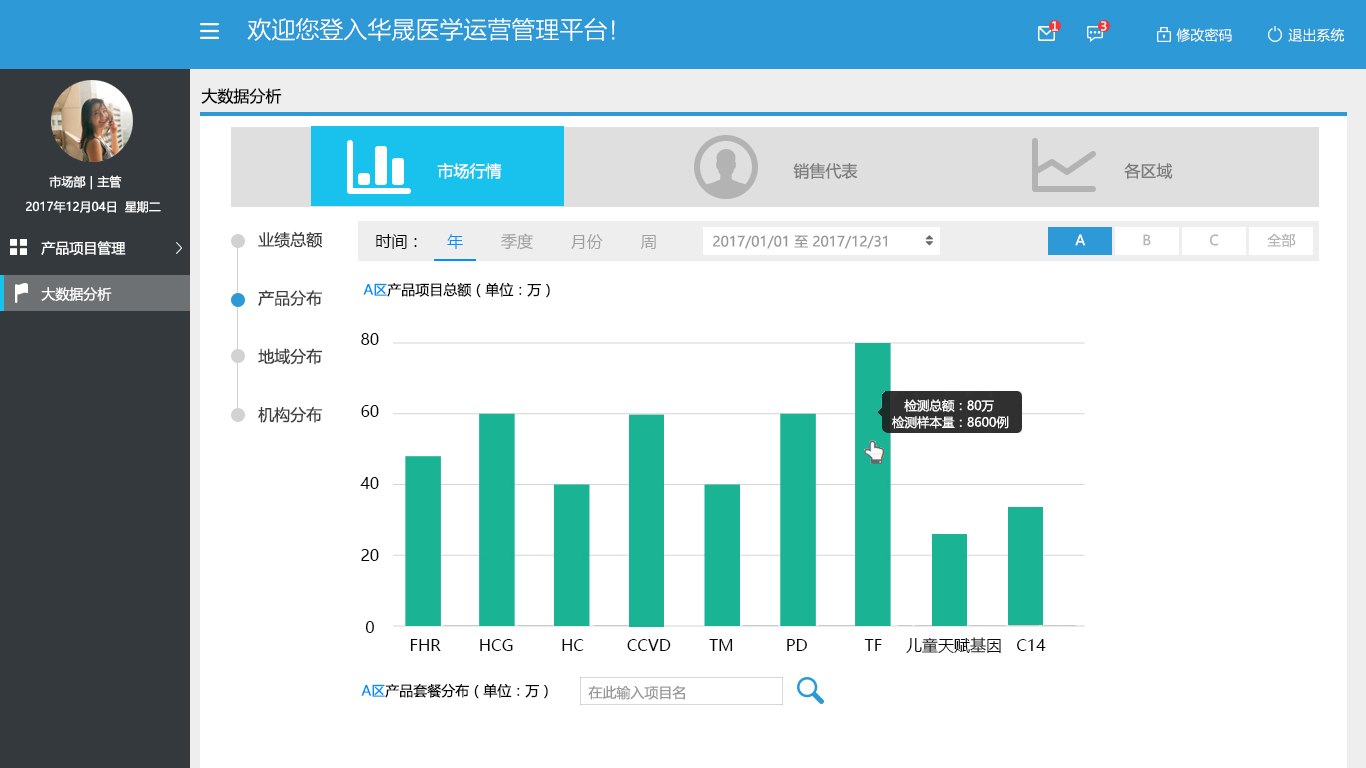 欢迎您登入华晟医学运营管理平台!
1
3
修改密码
退出系统
市场部 | 主管
2017年12月04日 星期二
产品项目管理
大数据分析
大数据分析
市场行情
销售代表
各区域
业绩总额
产品分布
地域分布
机构分布
时间：
年
季度
月份
周
2017/01/01 至 2017/12/31
A
B
C
全部
A区产品项目总额（单位：万）
80
60
40
20
0
检测总额：80万
检测样本量：8600例
FHR
HCG
HC
CCVD
TM
PD
TF
儿童天赋基因
C14
A区产品套餐分布（单位：万）
在此输入项目名